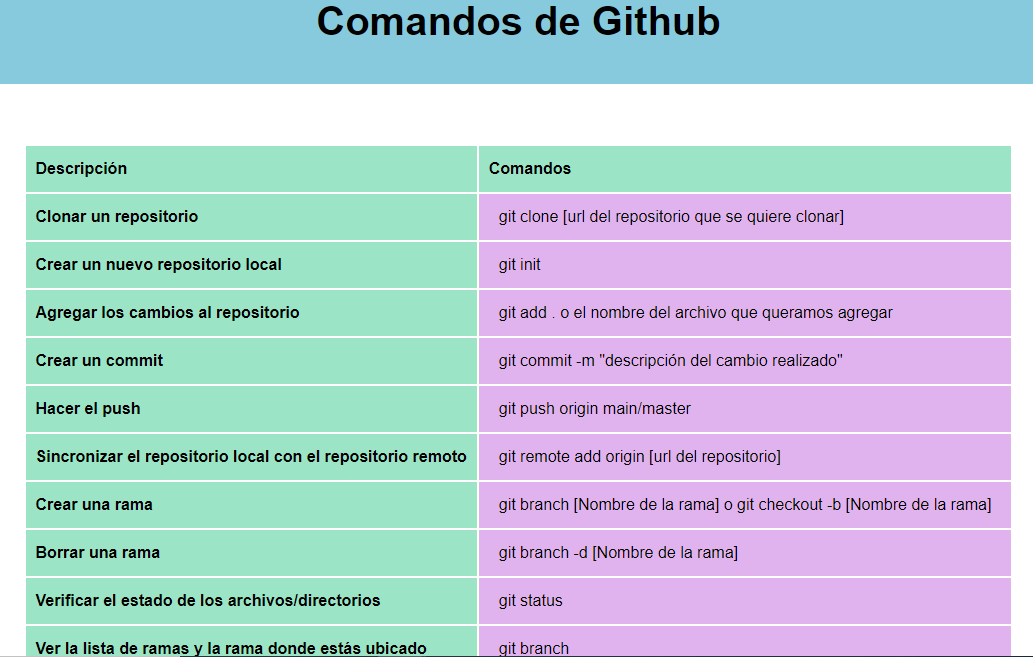 Comandos de Github
Descripción Comandos
Clonar un repositorio git clone [url del repositorio que se quiere clonar]
Crear un nuevo repositorio local git init
Agregar los cambios al repositorio git add . o el nombre del archivo que queramos agregar
Crear un commit git commit -m "descripción del cambio realizado"
Hacer el push git push origin main/master
Sincronizar el repositorio local con el repositorio remoto git remote add origin [url del repositorio]
Crear una rama git branch [Nombre de la rama] o git checkout -b [Nombre de la rama]
Borrar una rama git branch -d [Nombre de la rama]
Verificar el estado de los archivos/directorios git status
Ver la lista de ramas y la rama donde estás ubicado git branch